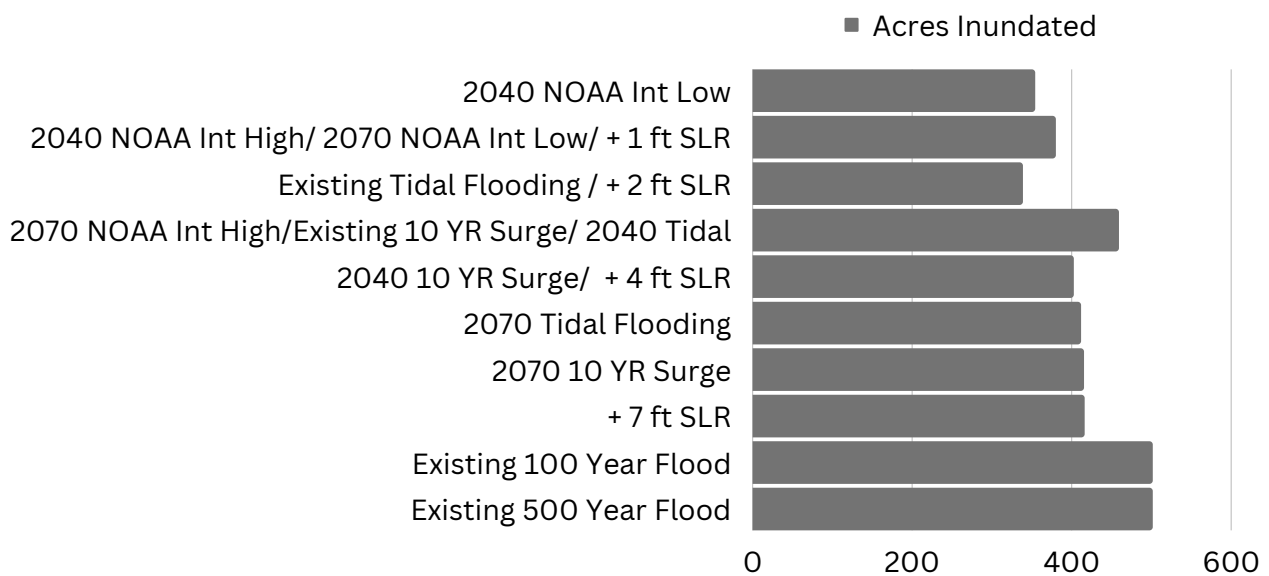 Acres Inundated
2040 NOAA Int Low
2040 NOAA Int High/ 2070 NOAA Int Low/ + 1 ft SLR
Existing Tidal Flooding / + 2 ft SLR
2070 NOAA Int High/Existing 10 YR Surge/ 2040 Tidal
2040 10 YR Surge/  + 4 ft SLR
2070 Tidal Flooding
2070 10 YR Surge
+ 7 ft SLR
Existing 100 Year Flood
Existing 500 Year Flood
0 200 400 600